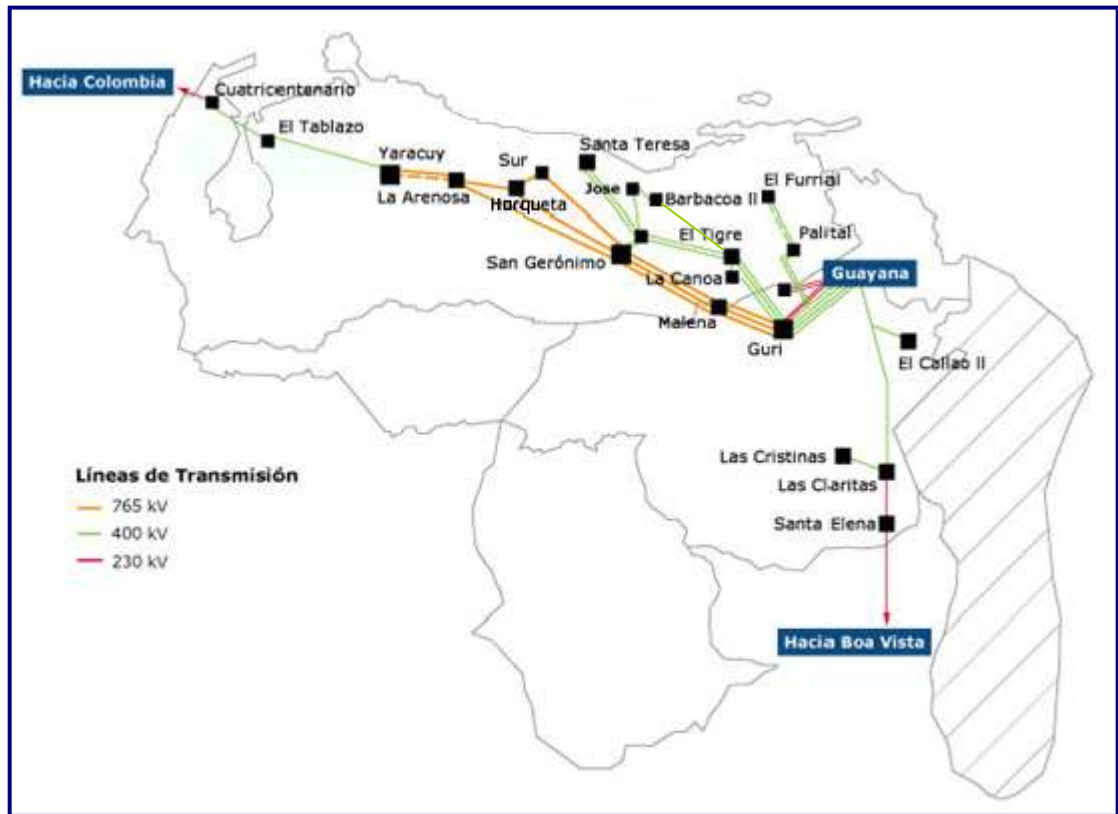 Hacia Colombia
Cuatricentenario
El Tablazo
Yaracuy
La Arenosa
Sur
Horqueta
Santa Teresa
Jose
Barbacoa II
El Furrial
El Tigre
Palital
San Gerónimo
La Canoa
Guayana
Malena
Guri
El Callao II
Las Cristinas
Las Claritas
Santa Elena
Líneas de Transmisión
765 kV
400 kV
230 kV
Hacia Boa Vista